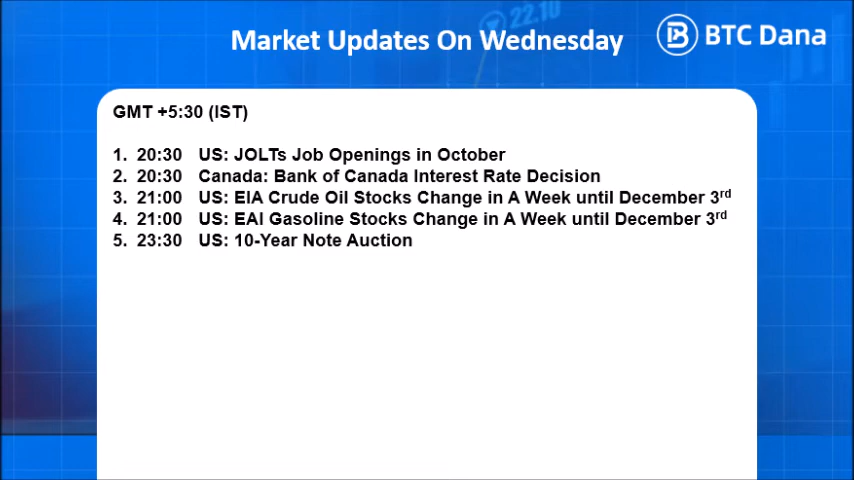 22.10
Market Updates On Wednesday
BTC Dana
GMT +5:30 (IST)
1. 20:30 US: JOLTs Job Openings in October
2. 20:30 Canada: Bank of Canada Interest Rate Decision
3. 21:00 US: EIA Crude Oil Stocks Change in A Week until December 3rd
4. 21:00 US: EAI Gasoline Stocks Change in A Week until December 3rd
5. 23:30 US: 10-Year Note Auction